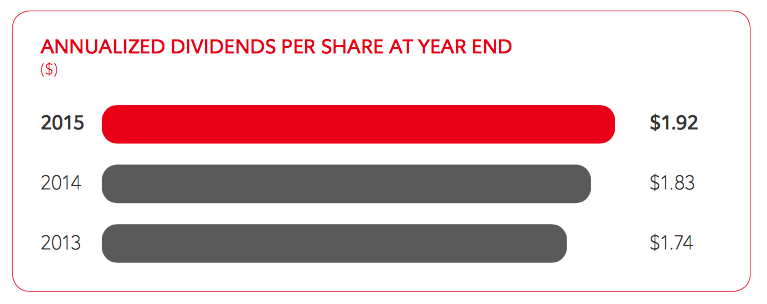 ANNUALIZED DIVIDENDS PER SHARE AT YEAR END
($)
2015 $1.92
2014 $1.83
2013 $1.74